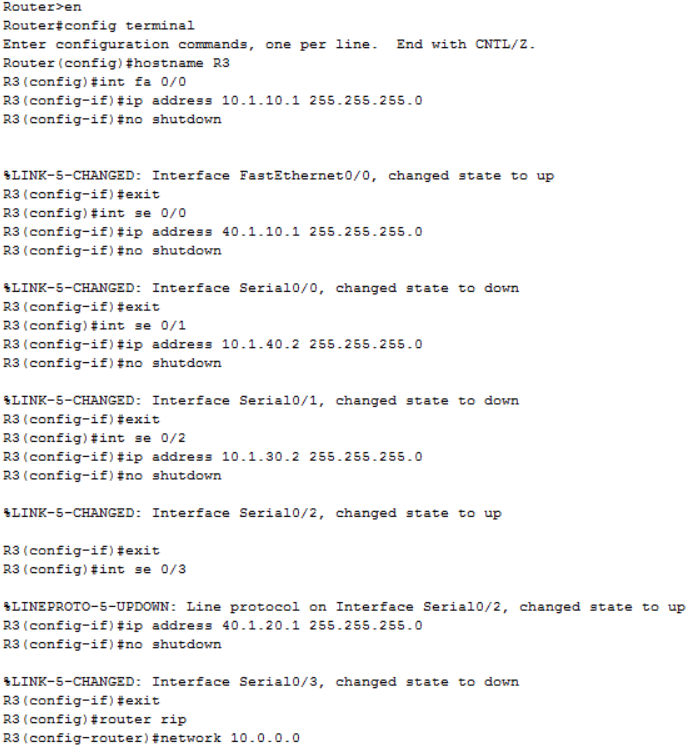 Router>en
Router#config terminal
Enter configuration commands, one per line.  End with CNTL/Z.
Router(config)#hostname R3
R3(config)#int fa 0/0
R3(config-if)#ip address 10.1.10.1 255.255.255.0
R3(config-if)#no shutdown
%LINK-5-CHANGED: Interface FastEthernet0/0, changed state to up
R3(config-if)#exit
R3(config)#int se 0/0
R3(config-if)#ip address 40.1.10.1 255.255.255.0
R3(config-if)#no shutdown
%LINK-5-CHANGED: Interface Serial0/0, changed state to down
R3(config-if)#exit
R3(config)#int se 0/1
R3(config-if)#ip address 10.1.40.2 255.255.255.0
R3(config-if)#no shutdown
%LINK-5-CHANGED: Interface Serial0/1, changed state to down
R3(config-if)#exit
R3(config)#int se 0/2
R3(config-if)#ip address 10.1.30.2 255.255.255.0
R3(config-if)#no shutdown
%LINK-5-CHANGED: Interface Serial0/2, changed state to up
R3(config-if)#exit
R3(config)#int se 0/3
%LINEPROTO-5-UPDOWN: Line protocol on Interface Serial0/2, changed state to up
R3(config-if)#ip address 40.1.20.1 255.255.255.0
R3(config-if)#no shutdown
%LINK-5-CHANGED: Interface Serial0/3, changed state to down
R3(config-if)#exit
R3(config)#router rip
R3(config-router)#network 10.0.0.0